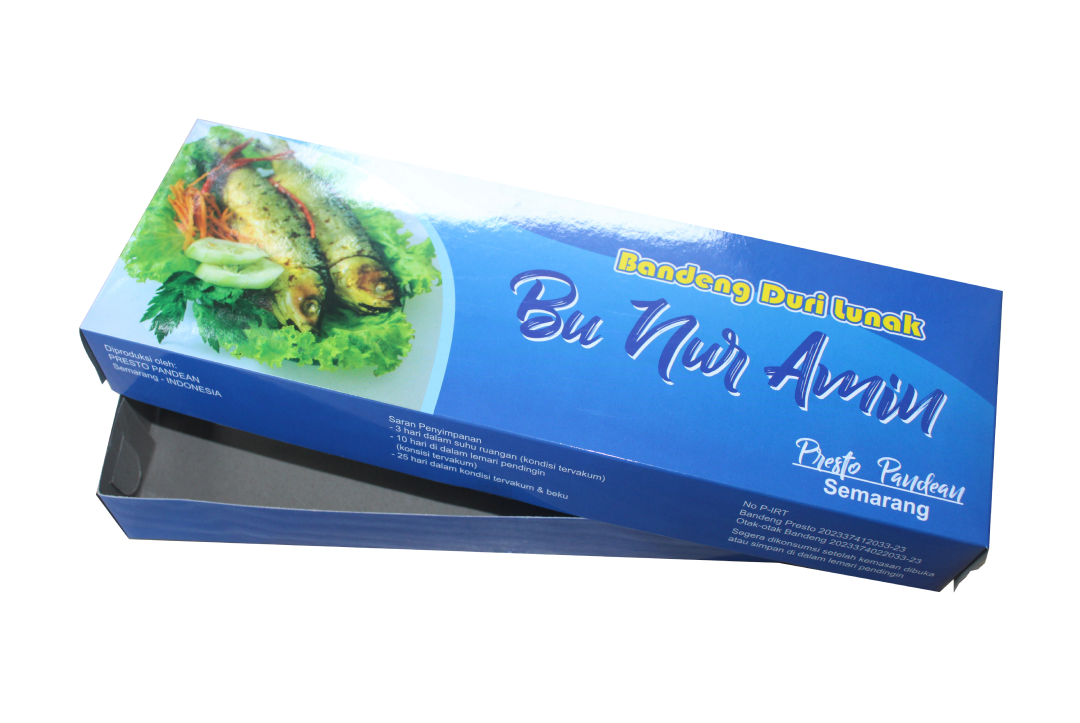 Bandeng Duri Lunak
Bu Nur Amin
Presto Pandean
Semarang
Diproduksi oleh:
PRESTO PANDEAN
Semarang - INDONESIA
Saran Penyimpanan
- 3 hari dalam suhu ruangan (kondisi tervakum)
- 10 hari di dalam lemari pendingin
(konsisi tervakum)
- 25 hari dalam kondisi tervakum & beku
No P-IRT
Bandeng Presto 202337412033-23
Otak-otak Bandeng 2023374022033-23
Segera dikonsumsi setelah kemasan dibuka
atau simpan di dalam lemari pendingin